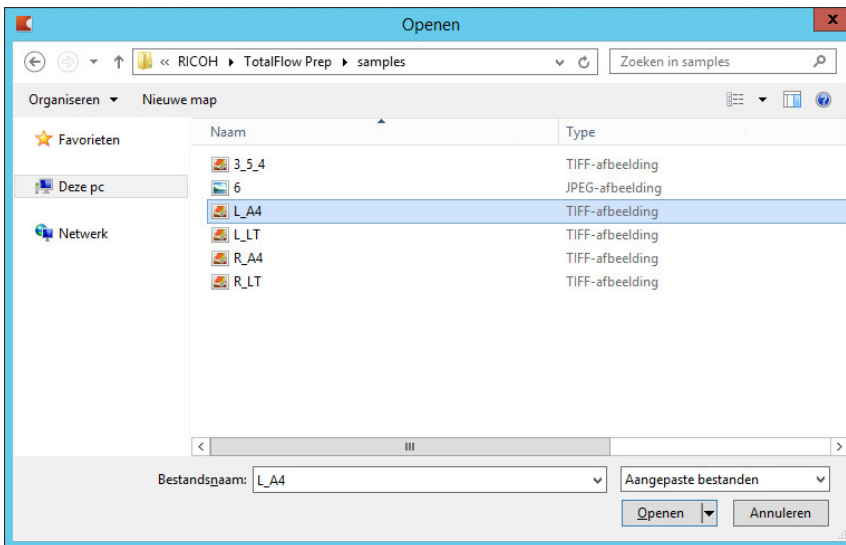 Openen
x
« RICOH ▸ TotalFlow Prep ▸ samples
Zoeken in samples
Organiseren
Nieuwe map
Favorieten
Deze pc
Netwerk
Naam Type
3_5_4 TIFF-afbeelding
6 JPEG-afbeelding
L_A4 TIFF-afbeelding
L_LT TIFF-afbeelding
R_A4 TIFF-afbeelding
R_LT TIFF-afbeelding
Bestandsnaam: L_A4 Aangepaste bestanden
Openen Annuleren